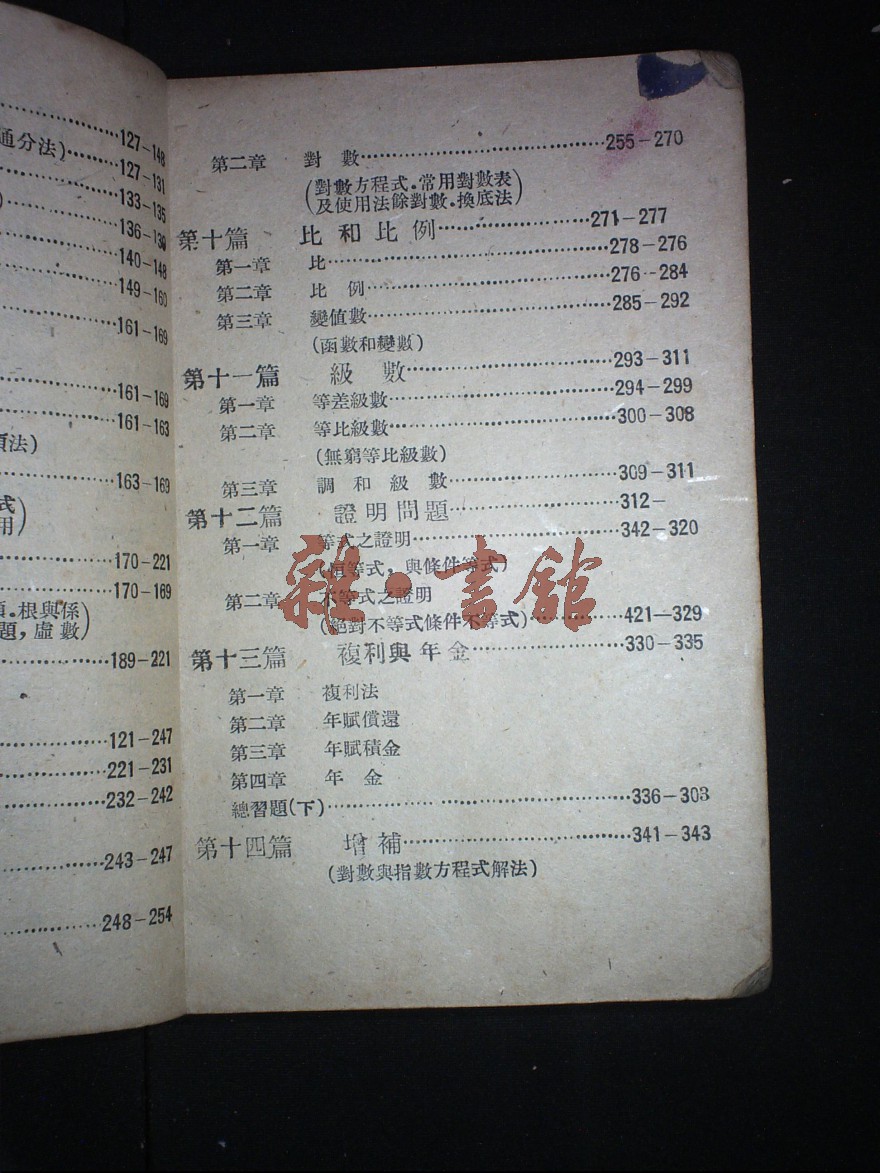 127-148
通分法)……127-131
133-135
136-139
140-148
149-160
161-169
161-169
161-163
項法)
163-169
式
用)
170-221
170-169
項.根與係
題,虛數)
189-221
121-247
221-231
232-242
243-247
248-254
第二章 對數……255-270
(對數方程式.常用對數表
及使用法餘對數.換底法)
第十篇 比和比例……271-277
第一章 比……278-276
第二章 比例……276-284
第三章 變值數……285-292
(函數和變數)
第十一篇 級數……293-311
第一章 等差級數……294-299
第二章 等比級數……300-308
(無窮等比級數)
第三章 調和級數……309-311
第十二篇 證明問題……312-
第一章 等式之證明……342-320
(恒等式,與條件等式)
第二章 不等式之證明
(絕對不等式條件不等式)……421-329
第十三篇 複利與年金……330-335
第一章 複利法
第二章 年賦償還
第三章 年賦積金
第四章 年金
總習題(下)……336-303
第十四篇 增補……341-343
(對數與指數方程式解法)
雜·書館